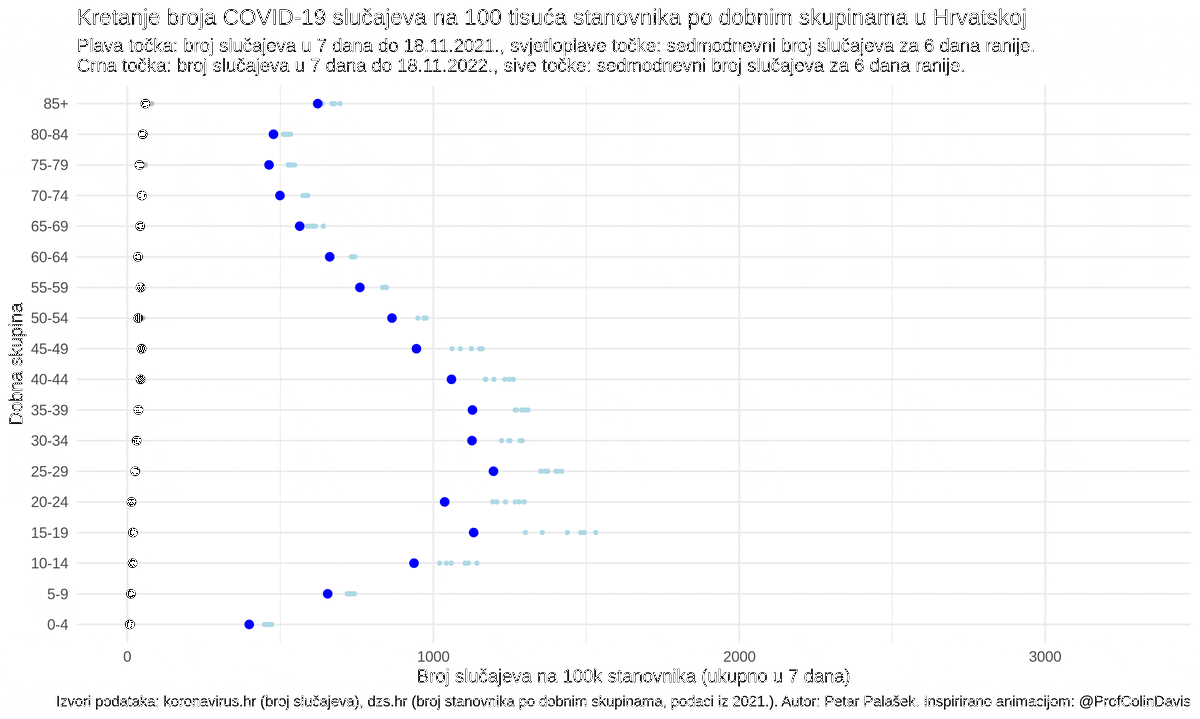 Kretanje broja COVID-19 slučajeva na 100 tisuća stanovnika po dobnim skupinama u Hrvatskoj
Plava točka: broj slučajeva u 7 dana do 18.11.2021., svjetloplave točke: sedmodnevni broj slučajeva za 6 dana ranije.
Crna točka: broj slučajeva u 7 dana do 18.11.2022., sive točke: sedmodnevni broj slučajeva za 6 dana ranije.
Dobna skupina
85+
80-84
75-79
70-74
65-69
60-64
55-59
50-54
45-49
40-44
35-39
30-34
25-29
20-24
15-19
10-14
5-9
0-4
0 1000 2000 3000
Broj slučajeva na 100k stanovnika (ukupno u 7 dana)
Izvori podataka: koronavirus.hr (broj slučajeva), dzs.hr (broj stanovnika po dobnim skupinama, podaci iz 2021.). Autor: Petar Palašek. Inspirirano animacijom: @ProfColinDavis